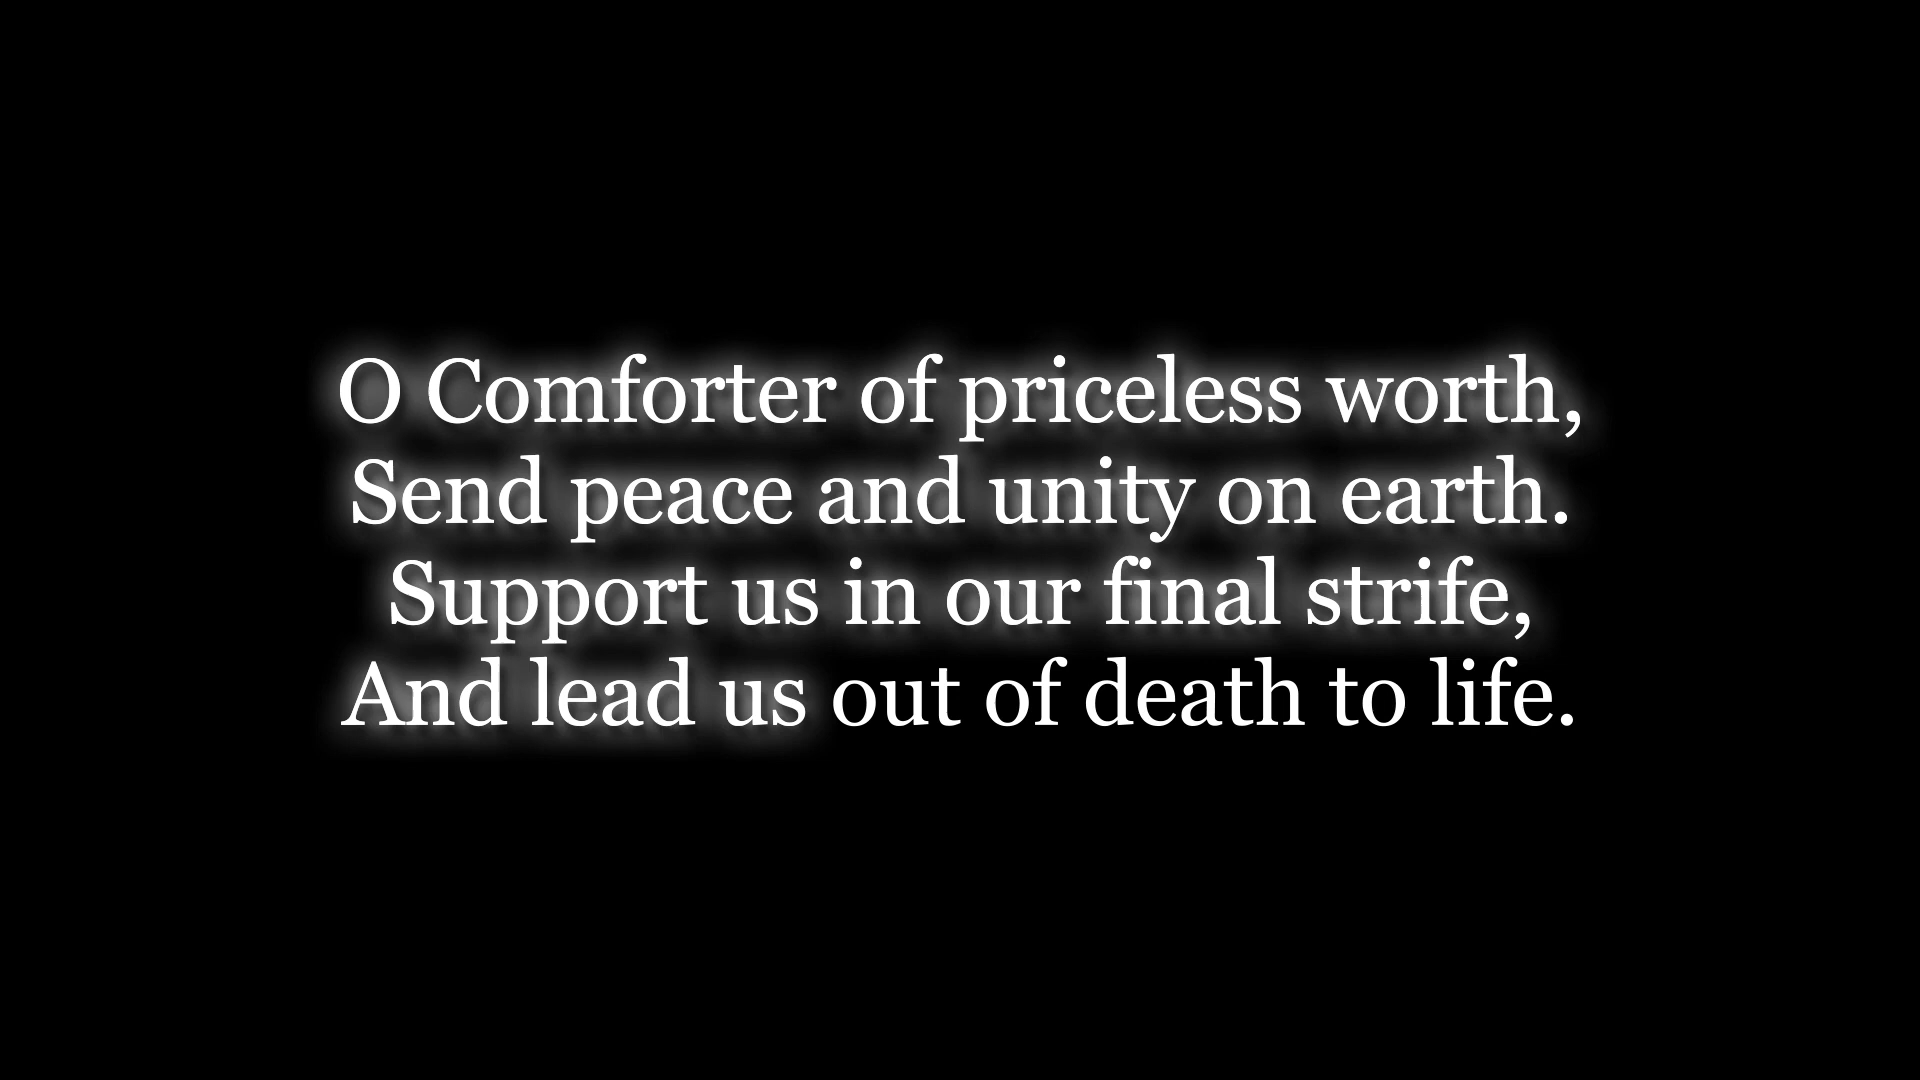 O Comforter of priceless worth,
Send peace and unity on earth.
Support us in our final strife,
And lead us out of death to life.